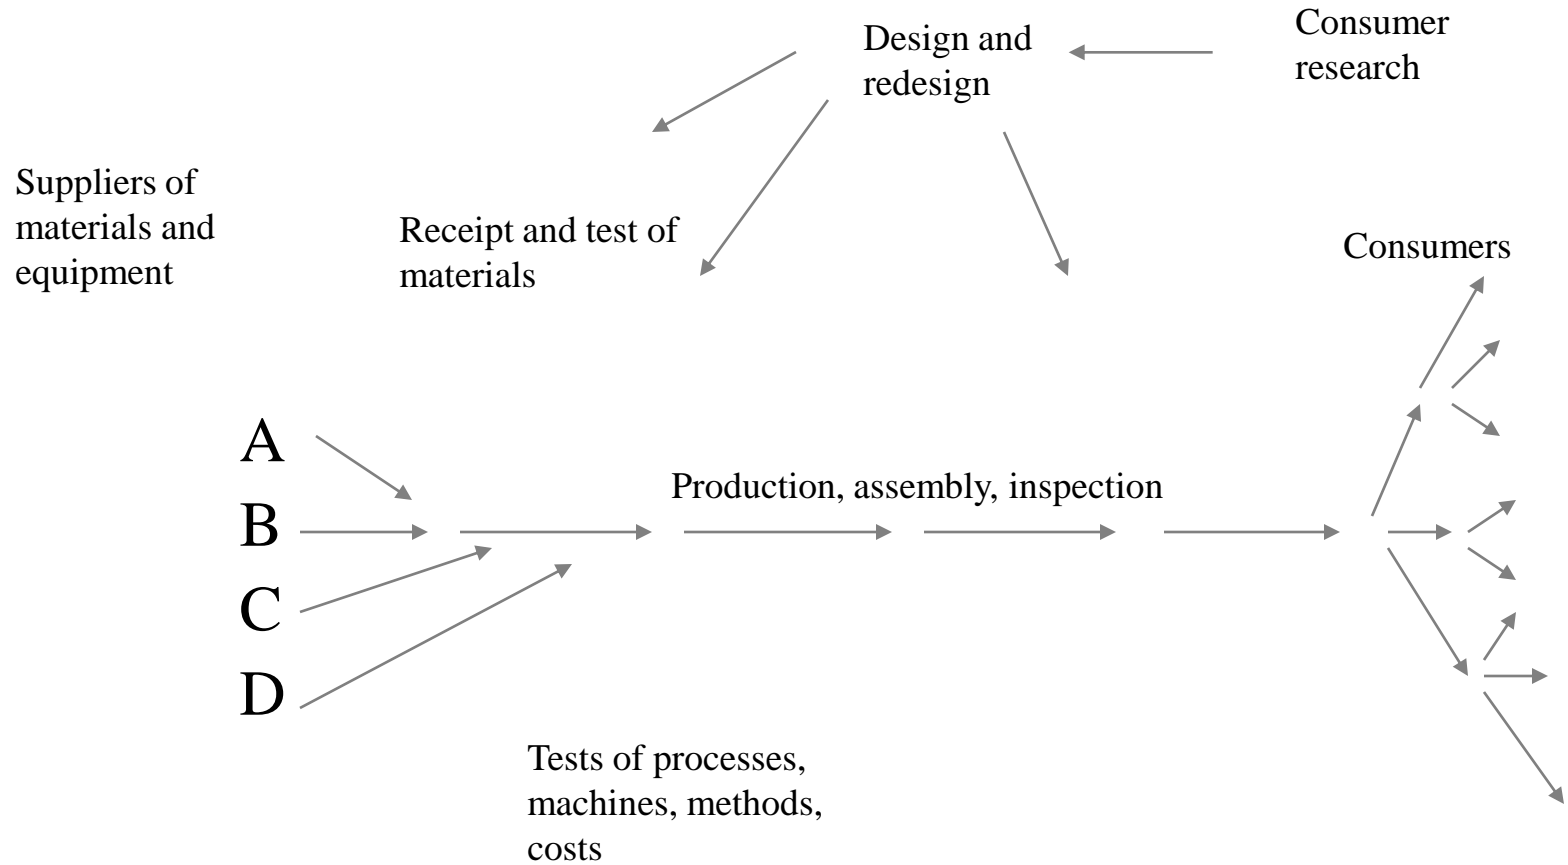 Design and
redesign
Consumer
research
Suppliers of
materials and
equipment
Receipt and test of
materials
Consumers
A
B
C
D
Production, assembly, inspection
Tests of processes,
machines, methods,
costs